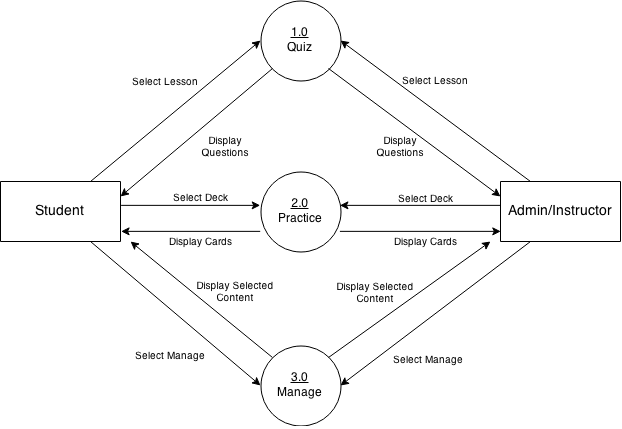 1.0
Quiz
Select Lesson
Select Lesson
Display
Questions
Display
Questions
Student
Select Deck
2.0
Practice
Select Deck
Admin/Instructor
Display Cards
Display Cards
Display Selected
Content
Display Selected
Content
Select Manage
Select Manage
3.0
Manage